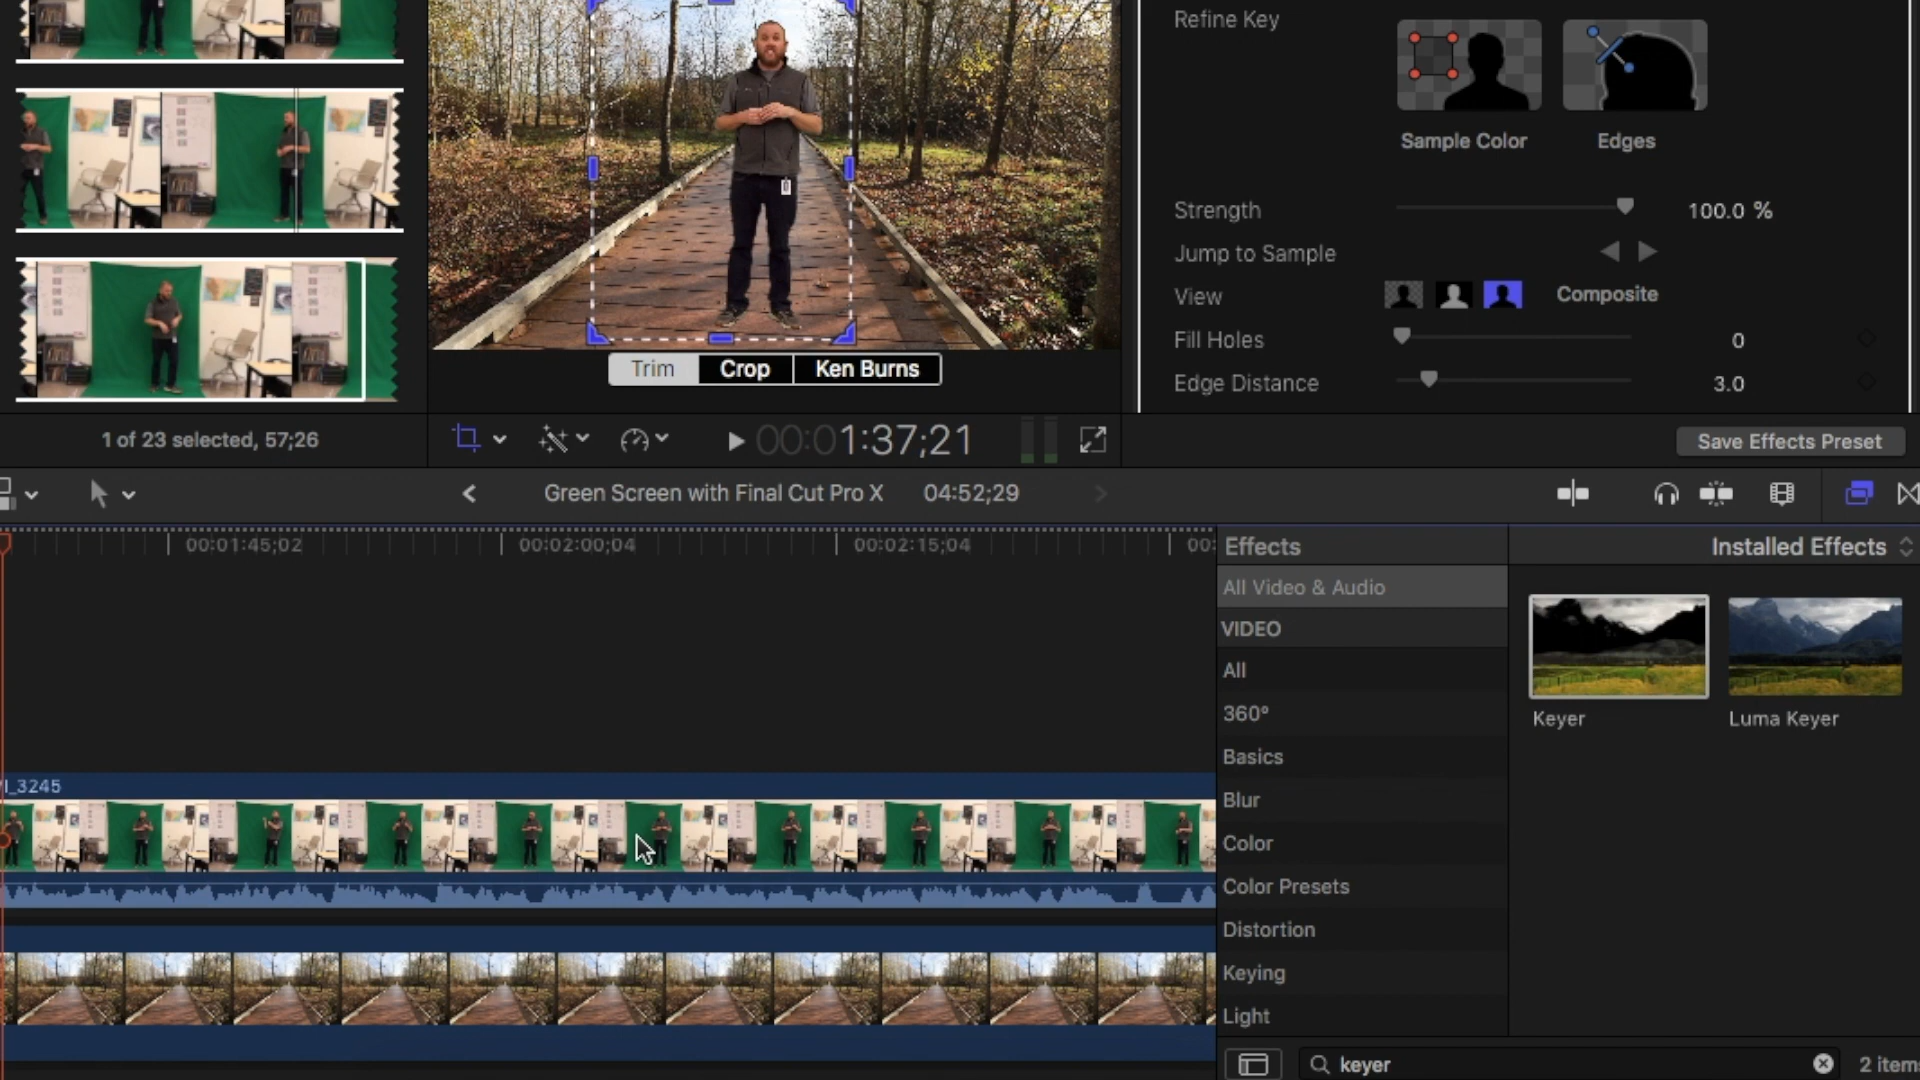 Refine Key
Sample Color
Edges
Strength
100.0 %
Jump to Sample
View
Composite
Fill Holes
0
Edge Distance
3.0
Trim
Crop
Ken Burns
1 of 23 selected, 57;26
00:01:37;21
Save Effects Preset
Green Screen with Final Cut Pro X
04:52;29
00:01:45;02
00:02:00;04
00:02:15;04
00:
Effects
Installed Effects
All Video & Audio
VIDEO
All
360°
Basics
Blur
Color
Color Presets
Distortion
Keying
Light
Keyer
Luma Keyer
I_3245
keyer
2 item